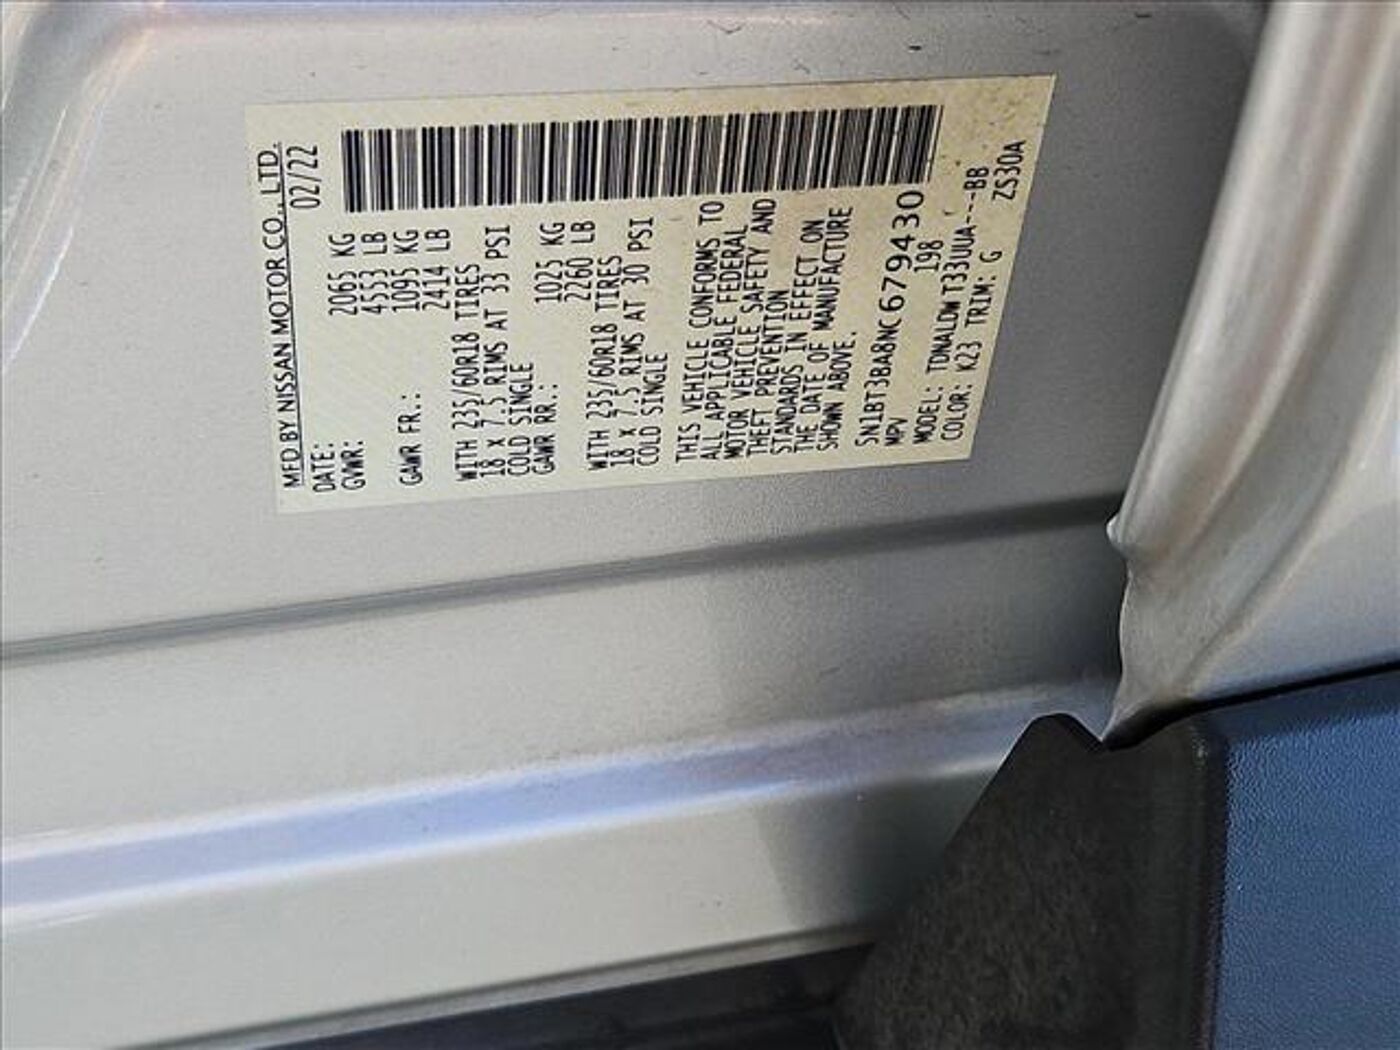 MFD BY NISSAN MOTOR CO., LTD.
DATE: 02/22
GVWR: 2065 KG
4553 LB
GAWR FR.: 1095 KG
2414 LB
WITH 235/60R18 TIRES
18 X 7.5 RIMS AT 33 PSI
COLD SINGLE
GAWR RR.: 1025 KG
2260 LB
WITH 235/60R18 TIRES
18 X 7.5 RIMS AT 30 PSI
COLD SINGLE
THIS VEHICLE CONFORMS TO
ALL APPLICABLE FEDERAL
MOTOR VEHICLE SAFETY AND
THEFT PREVENTION
STANDARDS IN EFFECT ON
THE DATE OF MANUFACTURE
SHOWN ABOVE.
5N1BT3BA8NC679430
MPV 198
MODEL: TDNALDWT33UUA---BB
COLOR: K23 TRIM: G ZS30A